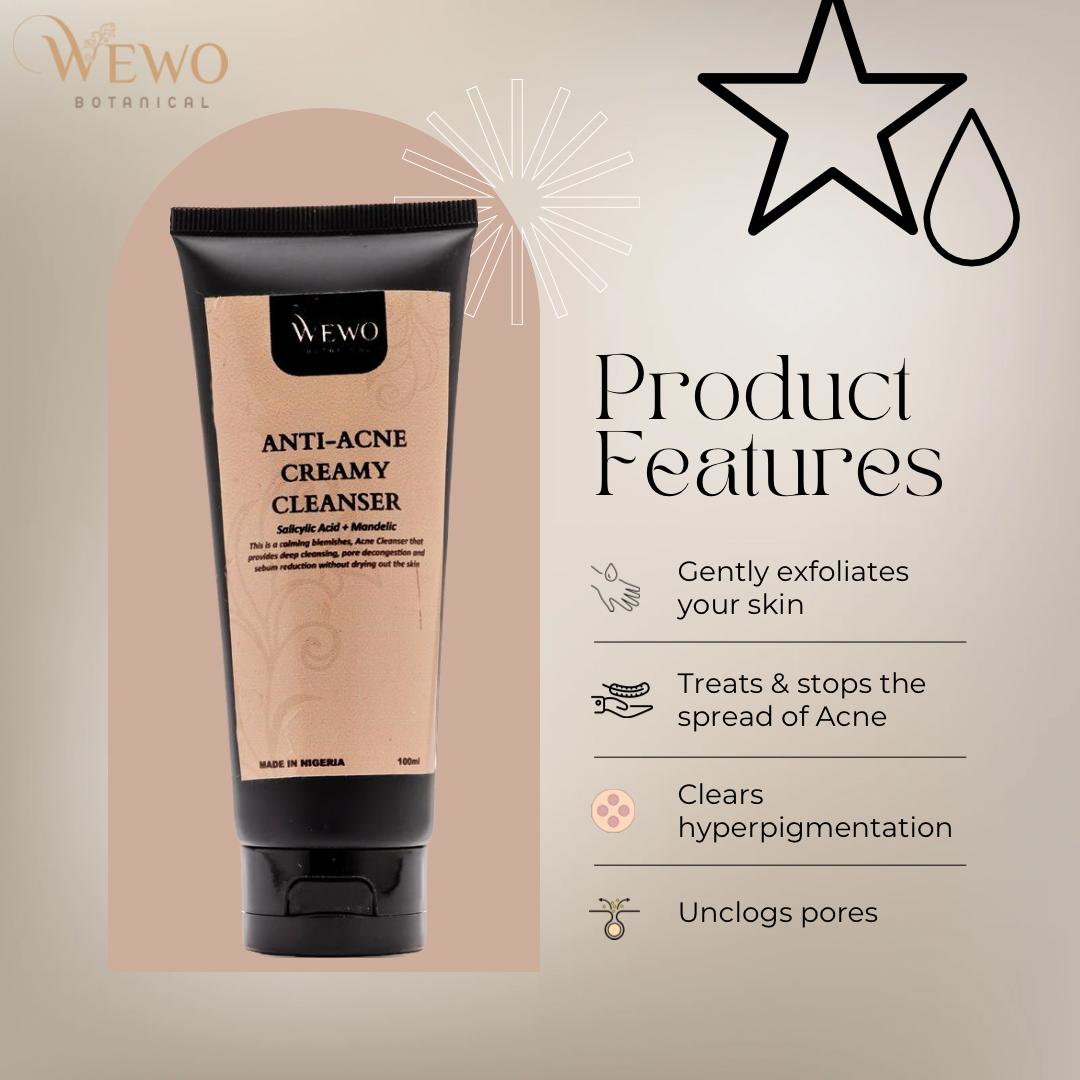 WEWO
BOTANICAL
WEWO
ANTI-ACNE
CREAMY
CLEANSER
Salicylic Acid + Mandelic
This is a calming blemishes, Acne Cleanser that
provides deep cleansing, pore decongestion and
sebum reduction without drying out the skin
MADE IN NIGERIA 100ml
Product
Features
Gently exfoliates
your skin
Treats & stops the
spread of Acne
Clears
hyperpigmentation
Unclogs pores